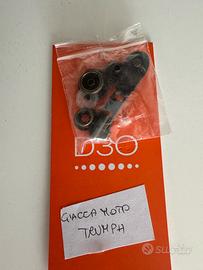 D3O
GIACCA MOTO
TRUMPH
Subito